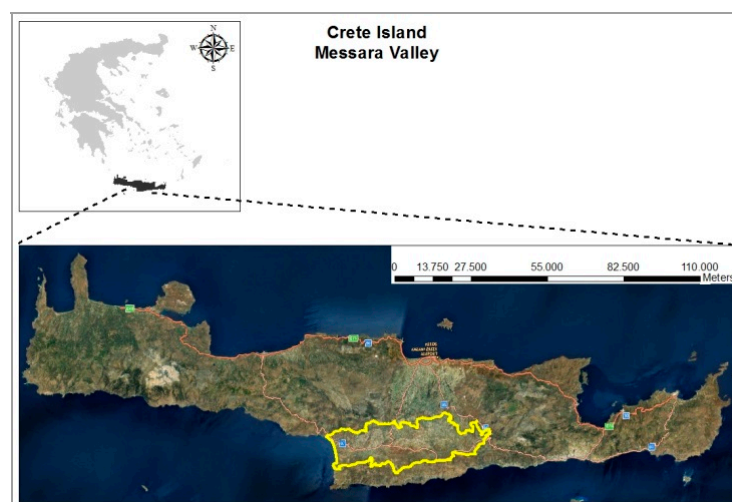 Crete Island
Messara Valley
N
W E
S
0 13.750 27.500 55.000 82.500 110.000
Meters